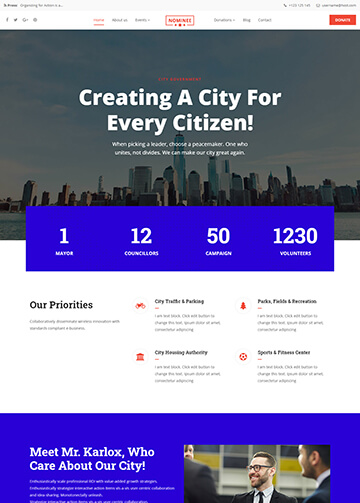 Organizing for Action is a...
+123 125 145
username@host.com
Home
About us
Events
NOMINEE
Donations
Blog
Contact
DONATE
CITY GOVERNMENT
Creating A City For
Every Citizen!
When picking a leader, choose a peacemaker. One who
unites, not divides. We can make our city great again.
1
12
50
1230
MAYOR
COUNCILLORS
CAMPAIGN
VOLUNTEERS
Our Priorities
Collaboratively disseminate wireless innovation with
standards compliant e-business.
City Traffic & Parking
I am text block. Click edit button to
change this text. Ipsum dolor sit amet,
consectetur adipiscing
Parks, Fields & Recreation
I am text block. Click edit button to
change this text. Ipsum dolor sit amet,
consectetur adipiscing
City Housing Authority
I am text block. Click edit button to
change this text. Ipsum dolor sit amet,
consectetur adipiscing
Sports & Fitness Center
I am text block. Click edit button to
change this text. Ipsum dolor sit amet,
consectetur adipiscing
Meet Mr. Karlox, Who
Care About Our City!
Enthusiastically scale professional ROI with value-added growth strategies.
Enthusiastically strategize interactive action items vis-a-vis user-centric collaboration
and idea-sharing. Monotonectally unleash.
Strategize interactive action items vis-a-vis user-centric collaboration